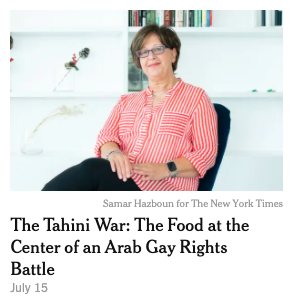 Samar Hazboun for The New York Times
The Tahini War: The Food at the
Center of an Arab Gay Rights
Battle
July 15